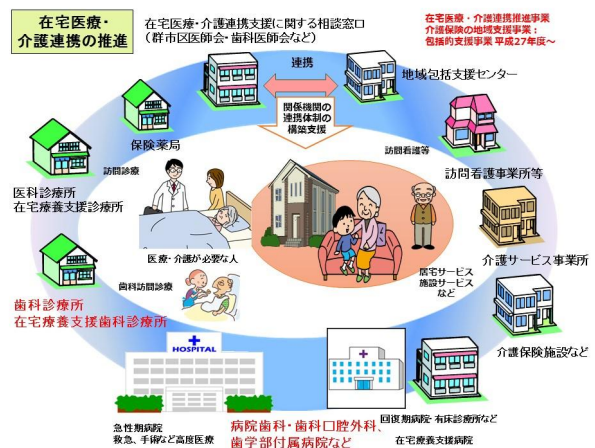 在宅医療・
介護連携の推進
在宅医療・介護連携支援に関する相談窓口
（群市区医師会・歯科医師会など）
在宅医療・介護連携推進事業
介護保険の地域支援事業：
包括的支援事業 平成27年度～
連携
地域包括支援センター
関係機関の
連携体制の
構築支援
保険薬局
訪問診療
訪問看護等
訪問看護事業所等
医科診療所
在宅療養支援診療所
医療・介護が必要な人
介護サービス事業所
居宅サービス
施設サービス
など
歯科訪問診療
歯科診療所
在宅療養支援歯科診療所
介護保険施設など
HOSPITAL
急性期病院
救急、手術など高度医療
病院歯科・歯科口腔外科、
歯学部付属病院など
回復期病院・有床診療所など
在宅療養支援病院